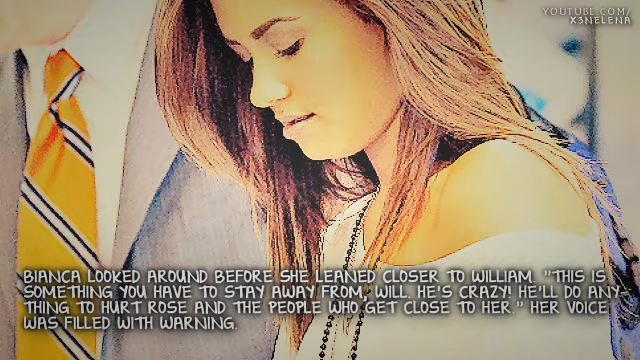 YOUTUBE.COM/
X3NELENA
BIANCA LOOKED AROUND BEFORE SHE LEANED CLOSER TO WILLIAM. "THIS IS
SOMETHING YOU HAVE TO STAY AWAY FROM, WILL. HE'S CRAZY! HE'LL DO ANY-
THING TO HURT ROSE AND THE PEOPLE WHO GET CLOSE TO HER." HER VOICE
WAS FILLED WITH WARNING.